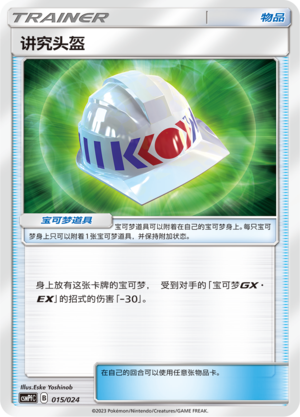 TRAINER 物品
讲究头盔
宝可梦道具
宝可梦道具可以附着在自己的宝可梦身上。每只宝可
梦身上只可以附着1张宝可梦道具，并保持附加状态。
身上放有这张卡牌的宝可梦，受到对手的「宝可梦GX・
EX」的招式的伤害「-30」。
Illus.Eske Yoshinob
B 015/024
在自己的回合可以使用任意张物品卡。
©2023 Pokémon/Nintendo/Creatures/GAME FREAK.